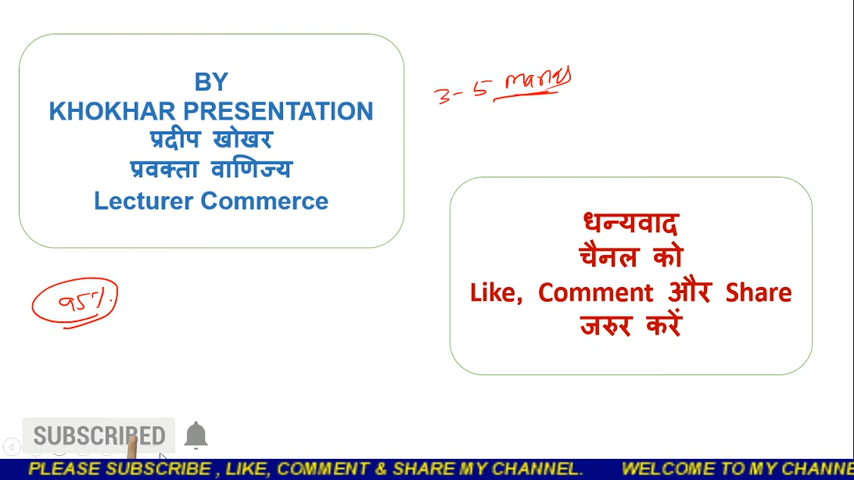 BY
KHOKHAR PRESENTATION
प्रदीप खोखर
प्रवक्ता वाणिज्य
Lecturer Commerce
3-5 marks
धन्यवाद
चैनल को
Like, Comment और Share
जरुर करें
95%
SUBSCRIBED
PLEASE SUBSCRIBE , LIKE, COMMENT & SHARE MY CHANNEL. WELCOME TO MY CHANNE